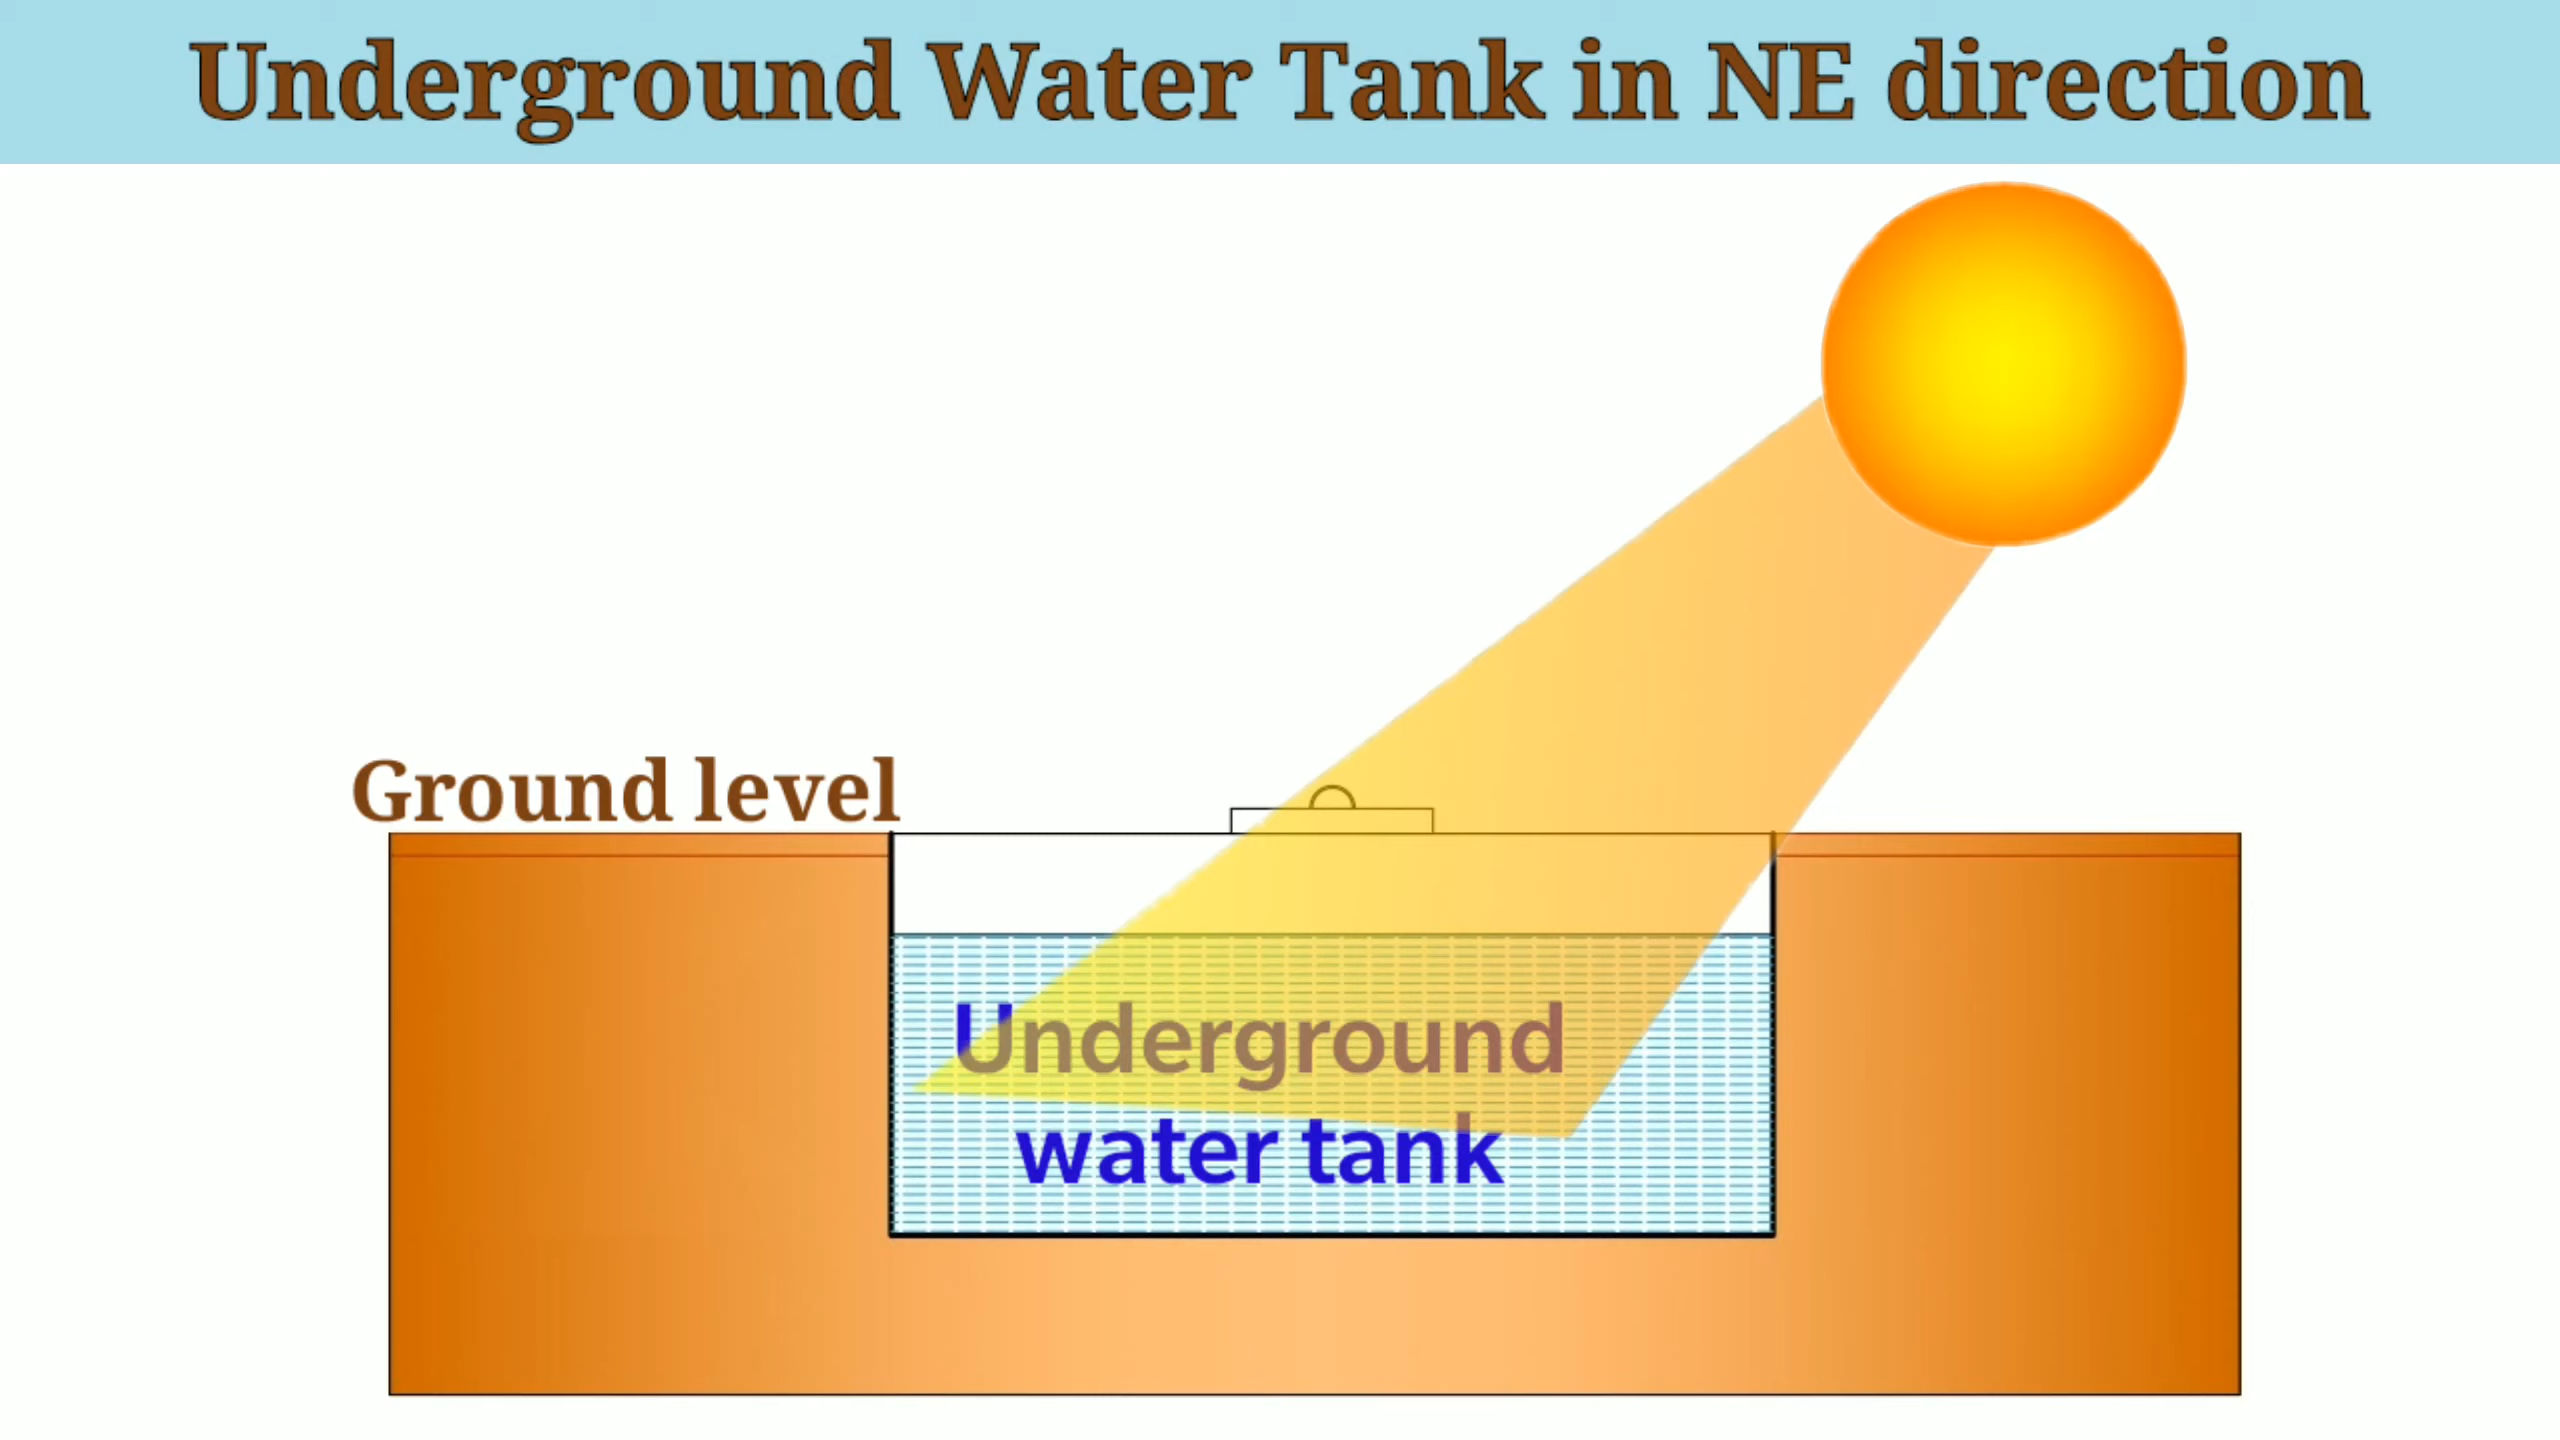 Underground Water Tank in NE direction
Ground level
Underground
water tank